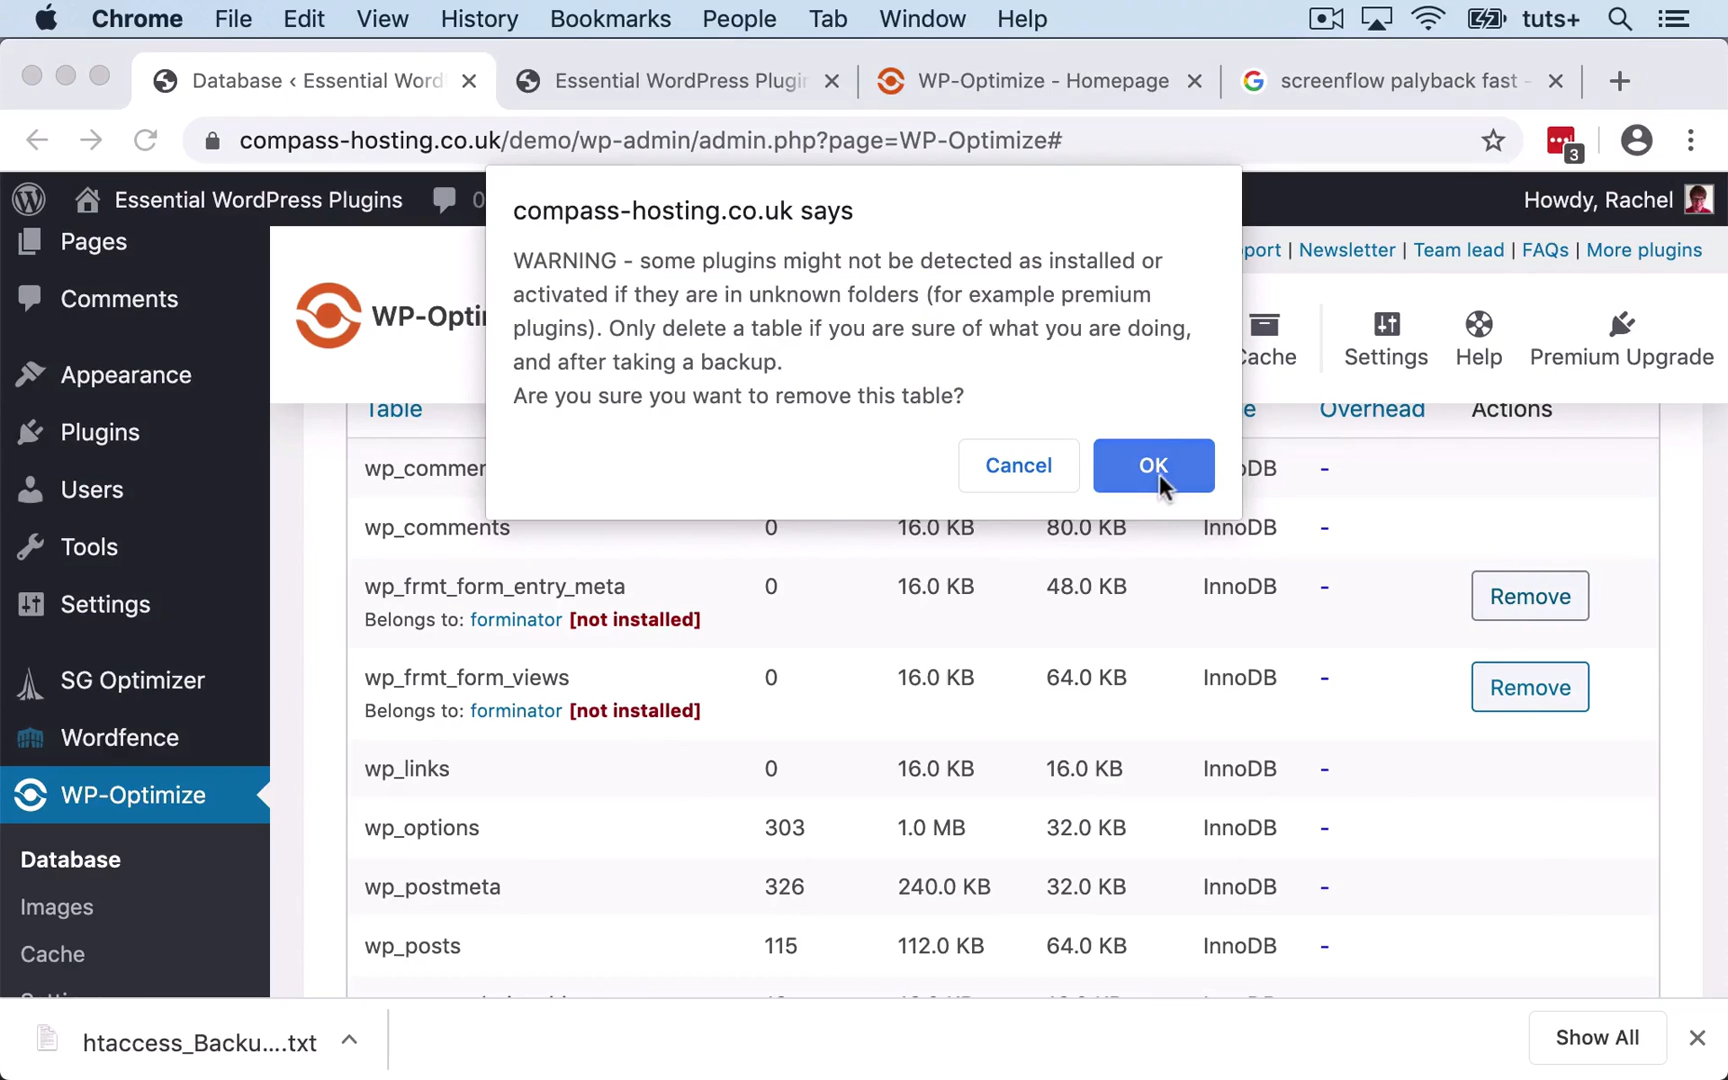 Chrome File Edit View History Bookmarks People Tab Window Help tuts+
Database ‹ Essential Word Essential WordPress Plugin WP-Optimize - Homepage screenflow palyback fast -
compass-hosting.co.uk/demo/wp-admin/admin.php?page=WP-Optimize# 3
Essential WordPress Plugins 0 Howdy, Rachel
compass-hosting.co.uk says
WARNING - some plugins might not be detected as installed or
activated if they are in unknown folders (for example premium
plugins). Only delete a table if you are sure of what you are doing,
and after taking a backup.
Are you sure you want to remove this table?
Cancel OK
Pages
Comments
Appearance
Plugins
Users
Tools
Settings
SG Optimizer
Wordfence
WP-Optimize
Database
Images
Cache
port | Newsletter | Team lead | FAQs | More plugins
WP-Opti
Cache Settings Help Premium Upgrade
Table e Overhead Actions
wp_commen oDB -
wp_comments 0 16.0 KB 80.0 KB InnoDB -
wp_frmt_form_entry_meta 0 16.0 KB 48.0 KB InnoDB - Remove
Belongs to: forminator [not installed]
wp_frmt_form_views 0 16.0 KB 64.0 KB InnoDB - Remove
Belongs to: forminator [not installed]
wp_links 0 16.0 KB 16.0 KB InnoDB -
wp_options 303 1.0 MB 32.0 KB InnoDB -
wp_postmeta 326 240.0 KB 32.0 KB InnoDB -
wp_posts 115 112.0 KB 64.0 KB InnoDB -
htaccess_Backu....txt Show All